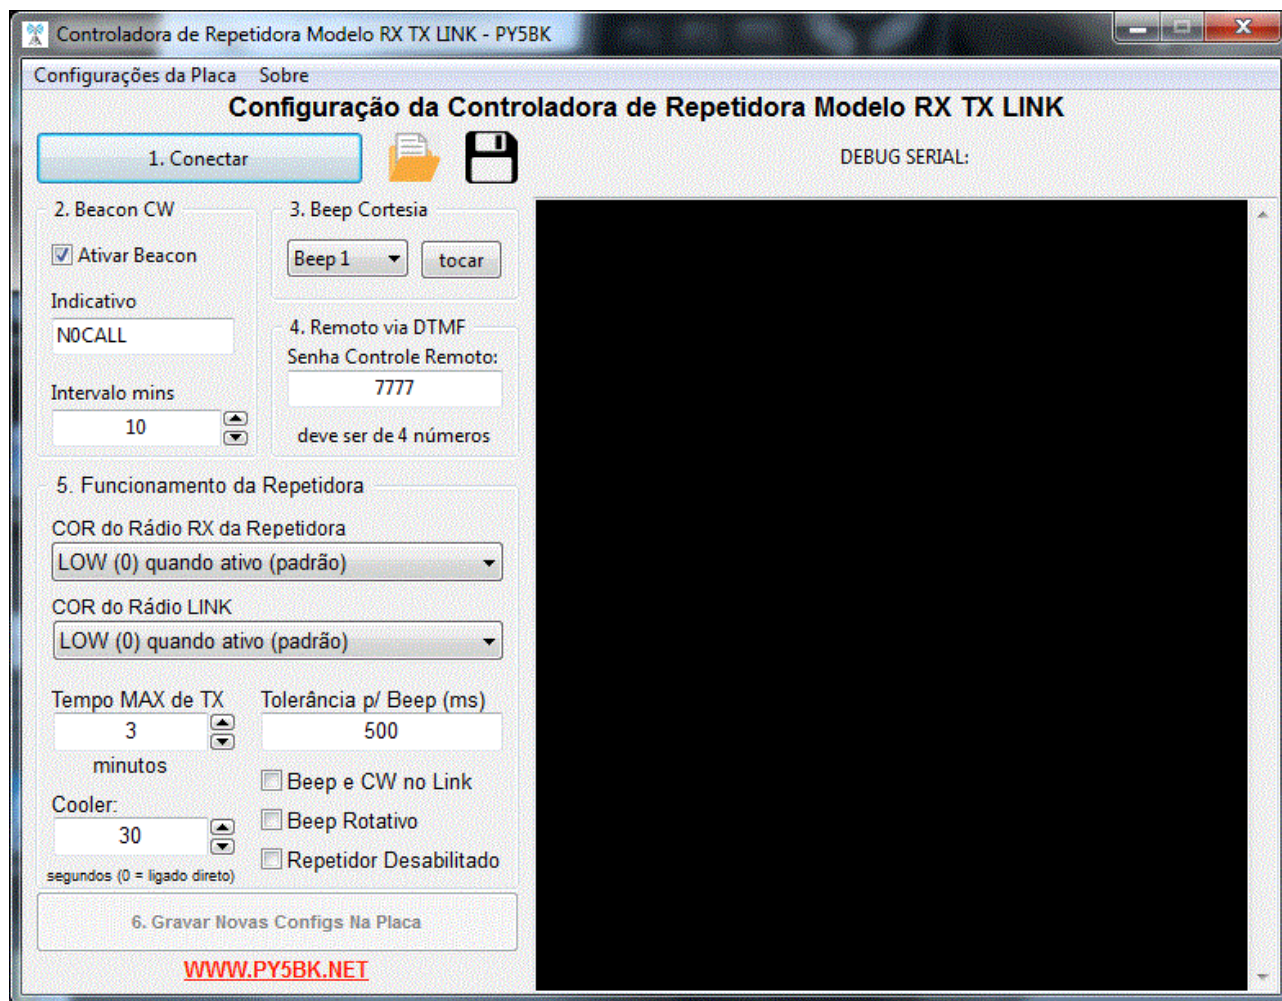 Controladora de Repetidora Modelo RX TX LINK - PY5BK
Configurações da Placa Sobre
Configuração da Controladora de Repetidora Modelo RX TX LINK
1. Conectar
DEBUG SERIAL:
2. Beacon CW
Ativar Beacon
Indicativo
N0CALL
Intervalo mins
10
3. Beep Cortesia
Beep 1 tocar
4. Remoto via DTMF
Senha Controle Remoto:
7777
deve ser de 4 números
5. Funcionamento da Repetidora
COR do Rádio RX da Repetidora
LOW (0) quando ativo (padrão)
COR do Rádio LINK
LOW (0) quando ativo (padrão)
Tempo MAX de TX
3
minutos
Cooler:
30
segundos (0 = ligado direto)
Tolerância p/ Beep (ms)
500
Beep e CW no Link
Beep Rotativo
Repetidor Desabilitado
6. Gravar Novas Configs Na Placa
WWW.PY5BK.NET